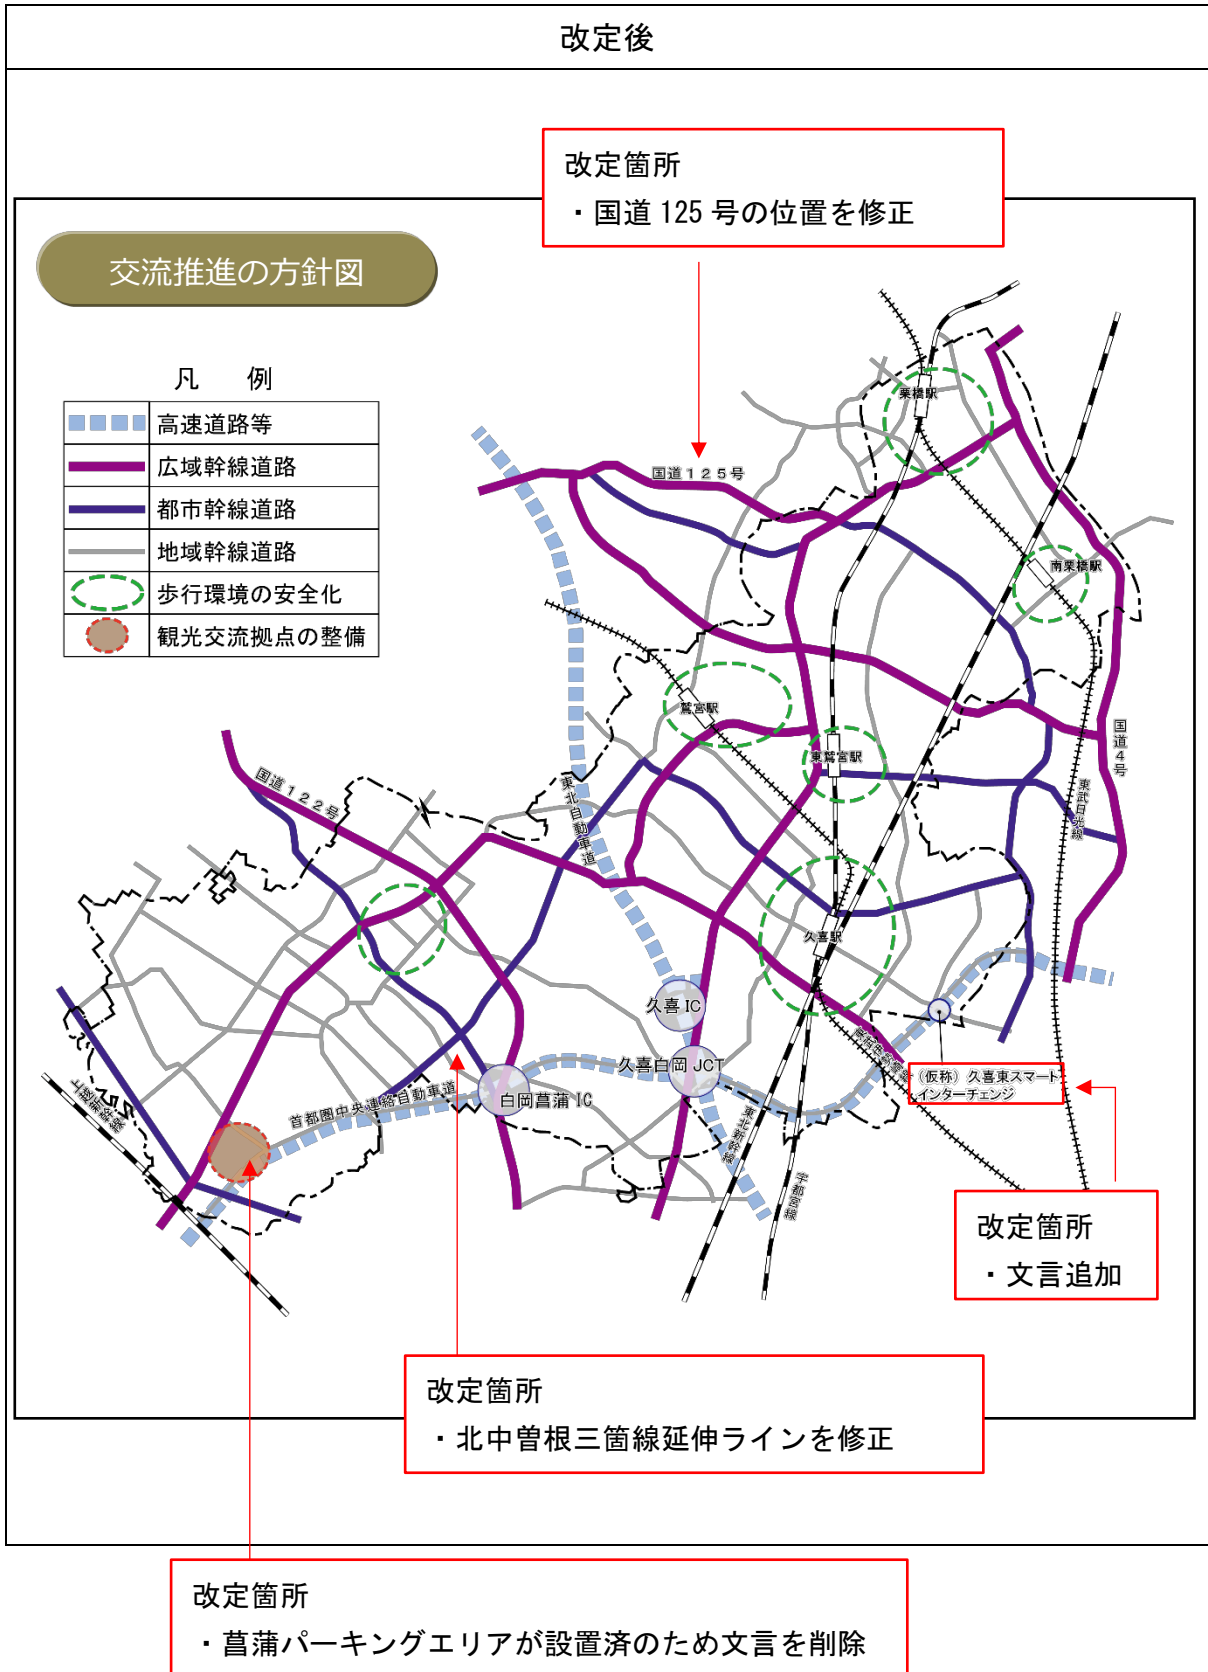 改定後
改定箇所
・国道125号の位置を修正
交流推進の方針図
凡　例
高速道路等
広域幹線道路
都市幹線道路
地域幹線道路
歩行環境の安全化
観光交流拠点の整備
栗橋駅
国道１２５号
南栗橋駅
鷲宮駅
東鷲宮駅
国道４号
東武日光線
国道１２２号
東北自動車道
久喜駅
久喜IC
久喜白岡JCT
白岡菖蒲IC
首都圏中央連絡自動車道
（仮称）久喜東スマート
インターチェンジ
上越新幹線
東北新幹線
宇都宮線
改定箇所
・文言追加
改定箇所
・北中曽根三箇線延伸ラインを修正
改定箇所
・菖蒲パーキングエリアが設置済のため文言を削除